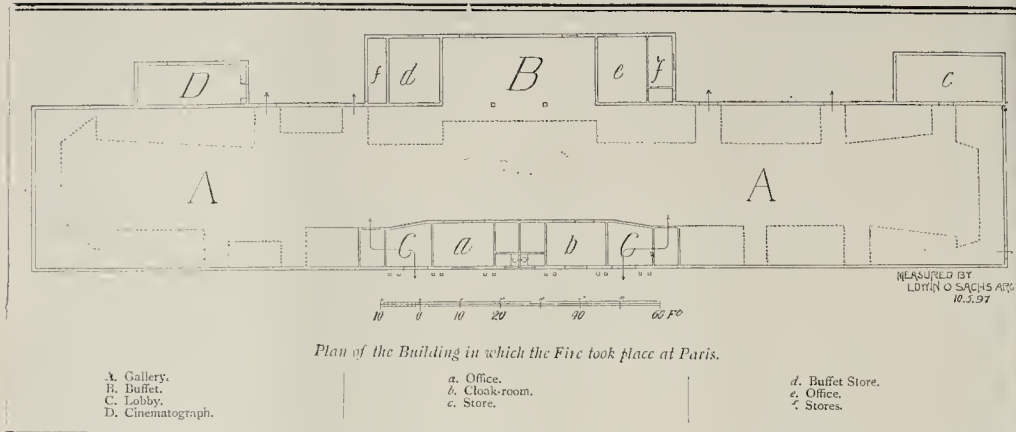 f d B e f
D c
A A
C a b C
MEASURED BY
EDWIN O SACHS ARC
10.5.97
10 0 10 20 40 60 Ft
Plan of the Building in which the Fire took place at Paris.
A. Gallery.
B. Buffet.
C. Lobby.
D. Cinematograph.
a. Office.
b. Cloak-room.
c. Store.
d. Buffet Store.
e. Office.
f. Stores.